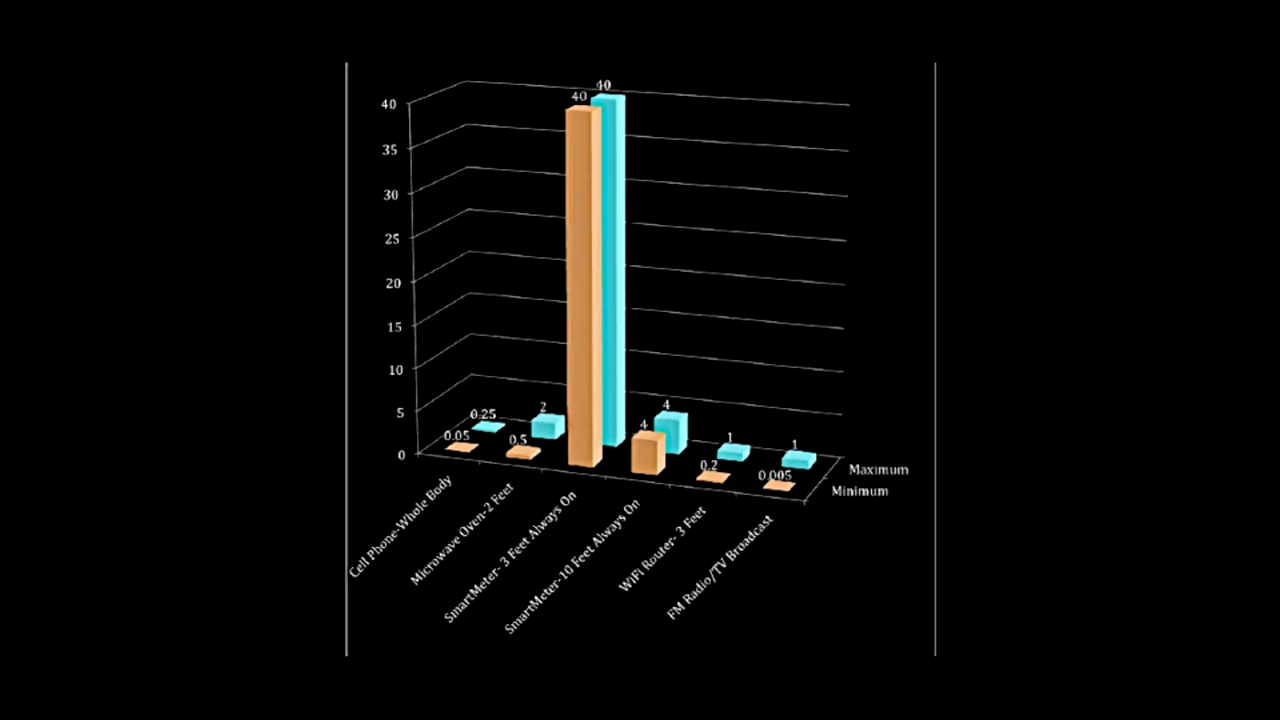 40
35
30
25
20
15
10
5
0
40
40
0.25
0.05
2
0.5
4
4
1
0.2
1
0.005
Maximum
Minimum
Cell Phone-Whole Body
Microwave Oven-2 Feet
SmartMeter- 3 Feet Always On
SmartMeter-10 Feet Always On
WiFi Router- 3 Feet
FM Radio/TV Broadcast